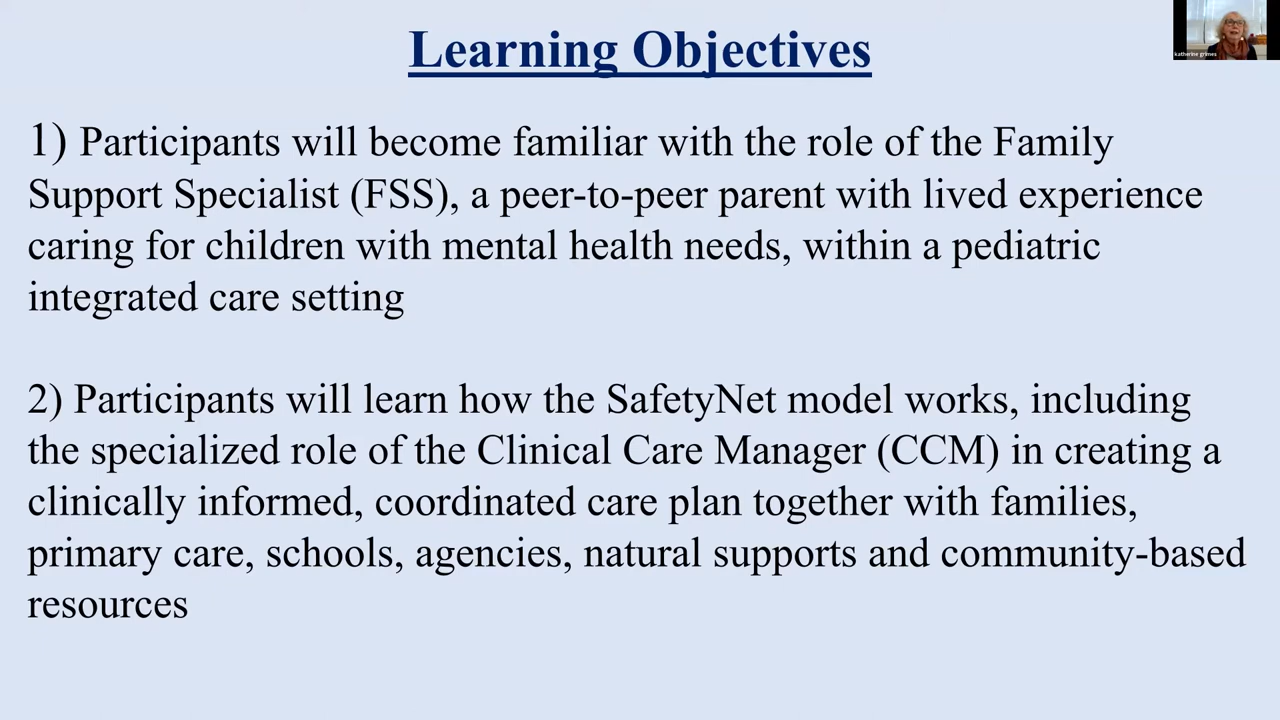 Learning Objectives
katherine grimes
1) Participants will become familiar with the role of the Family
Support Specialist (FSS), a peer-to-peer parent with lived experience
caring for children with mental health needs, within a pediatric
integrated care setting
2) Participants will learn how the SafetyNet model works, including
the specialized role of the Clinical Care Manager (CCM) in creating a
clinically informed, coordinated care plan together with families,
primary care, schools, agencies, natural supports and community-based
resources